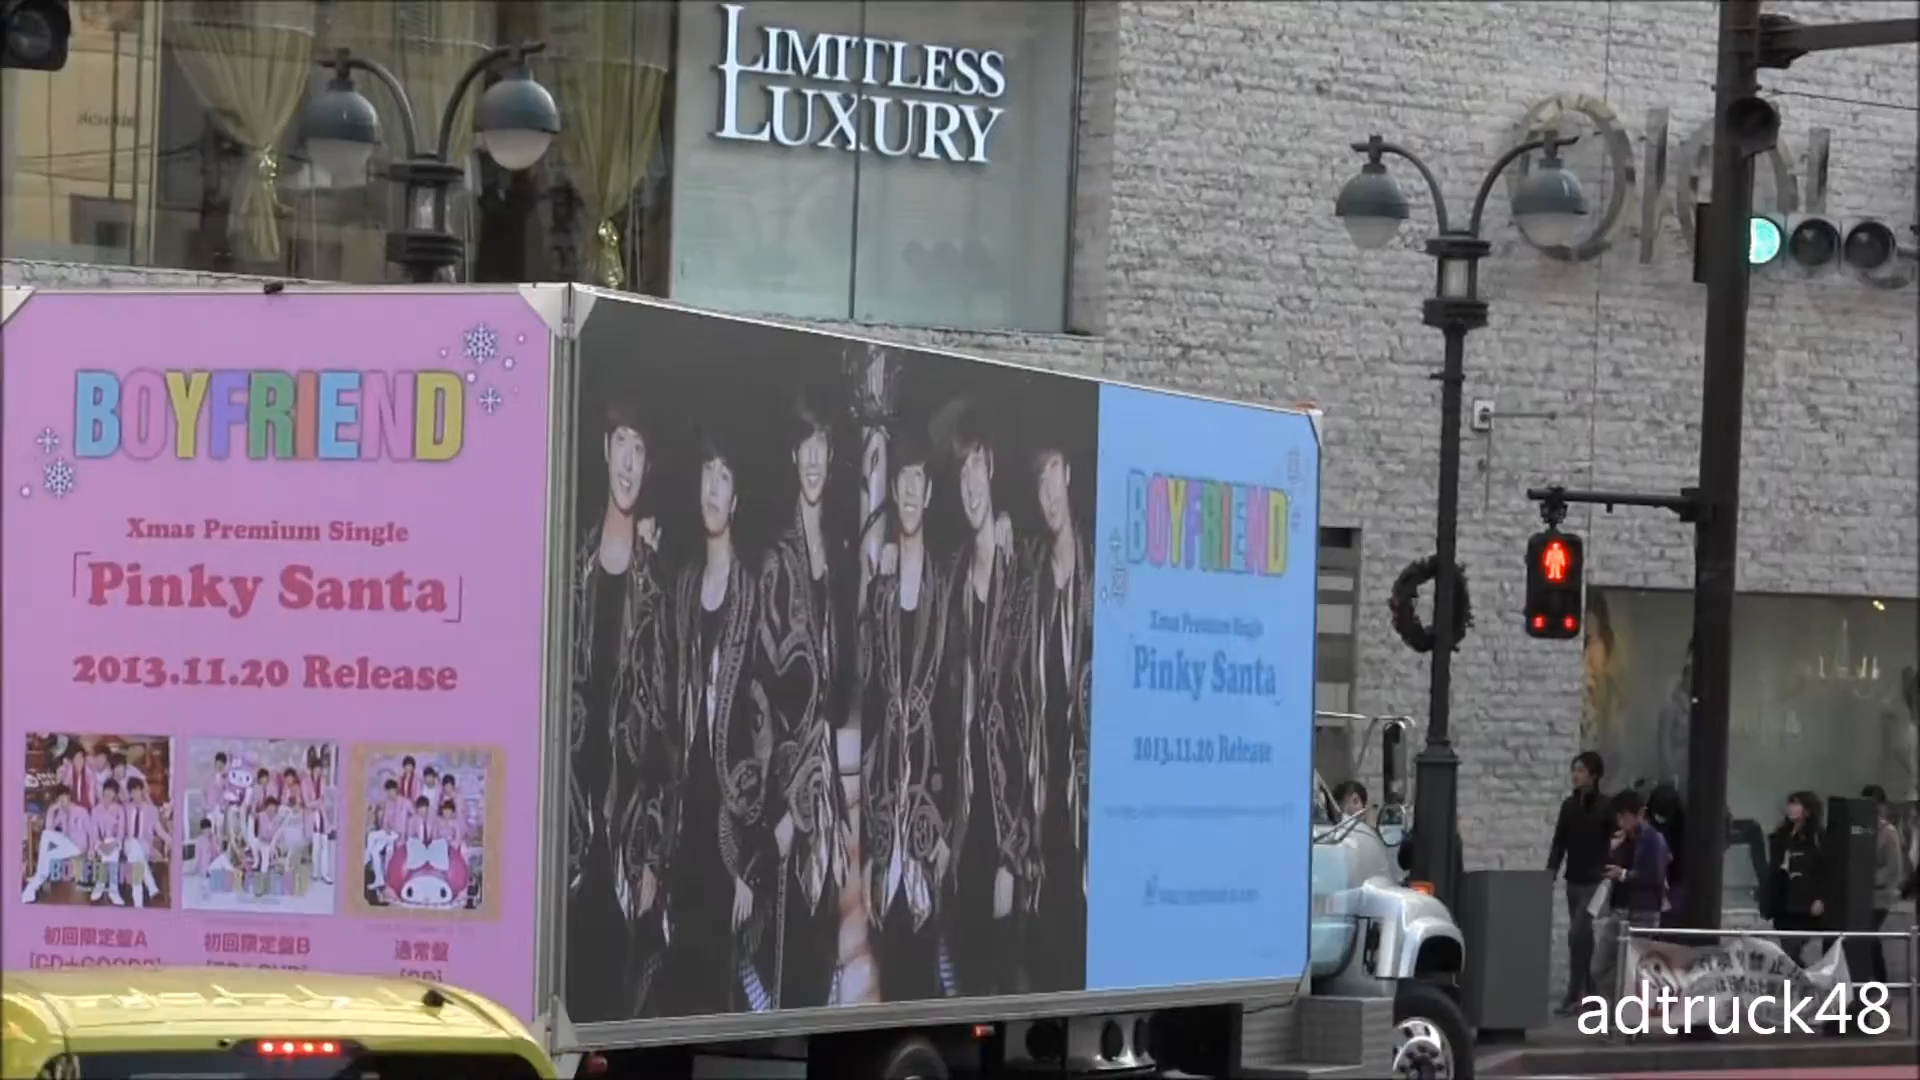 LIMITLESS
LUXURY
OIOI
BOYFRIEND
Xmas Premium Single
「Pinky Santa」
2013.11.20 Release
初回限定盤A
初回限定盤B
通常盤
BOYFRIEND
Xmas Premium Single
「Pinky Santa」
2013.11.20 Release
adtruck48